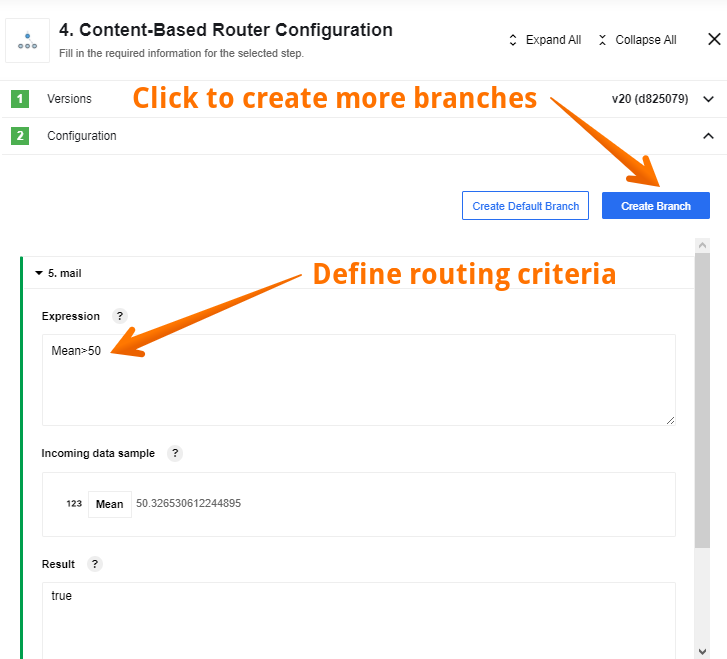 4. Content-Based Router Configuration
Fill in the required information for the selected step.
Expand All
Collapse All
1 Versions
Click to create more branches
v20 (d825079)
2 Configuration
Create Default Branch
Create Branch
5. mail
Define routing criteria
Expression ?
Mean>50
Incoming data sample ?
123 Mean 50.326530612244895
Result ?
true